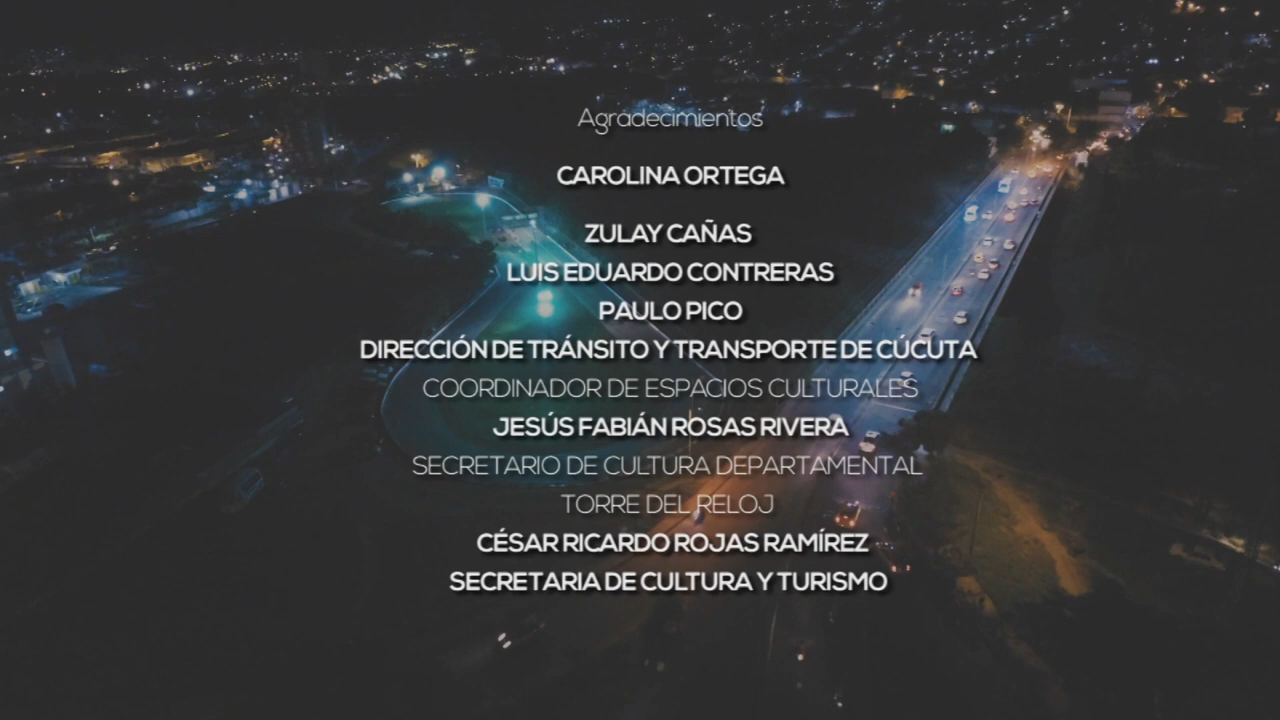 Agradecimientos
CAROLINA ORTEGA
ZULAY CAÑAS
LUIS EDUARDO CONTRERAS
PAULO PICO
DIRECCIÓN DE TRÁNSITO Y TRANSPORTE DE CÚCUTA
COORDINADOR DE ESPACIOS CULTURALES
JESÚS FABIÁN ROSAS RIVERA
SECRETARIO DE CULTURA DEPARTAMENTAL
TORRE DEL RELOJ
CÉSAR RICARDO ROJAS RAMÍREZ
SECRETARIA DE CULTURA Y TURISMO